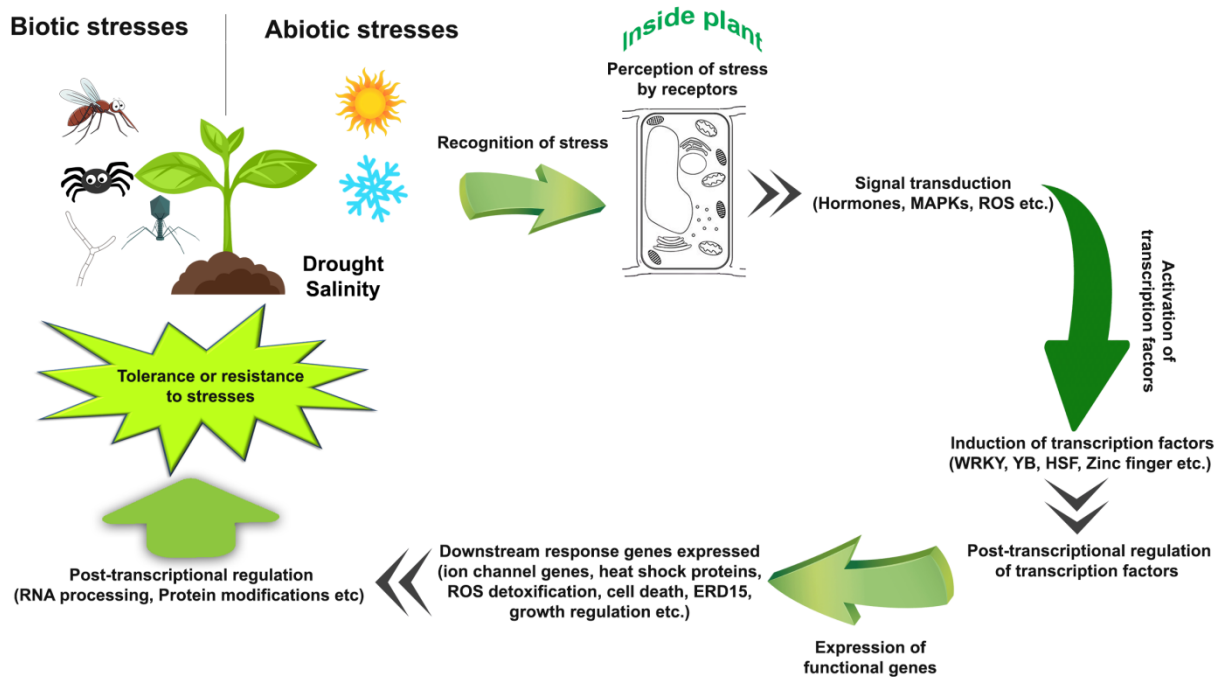 Biotic stresses
Abiotic stresses
Drought
Salinity
Recognition of stress
Inside plant
Perception of stress
by receptors
Signal transduction
(Hormones, MAPKs, ROS etc.)
Activation of
transcription factors
Induction of transcription factors
(WRKY, YB, HSF, Zinc finger etc.)
Post-transcriptional regulation
of transcription factors
Expression of
functional genes
Downstream response genes expressed
(ion channel genes, heat shock proteins,
ROS detoxification, cell death, ERD15,
growth regulation etc.)
Post-transcriptional regulation
(RNA processing, Protein modifications etc)
Tolerance or resistance
to stresses